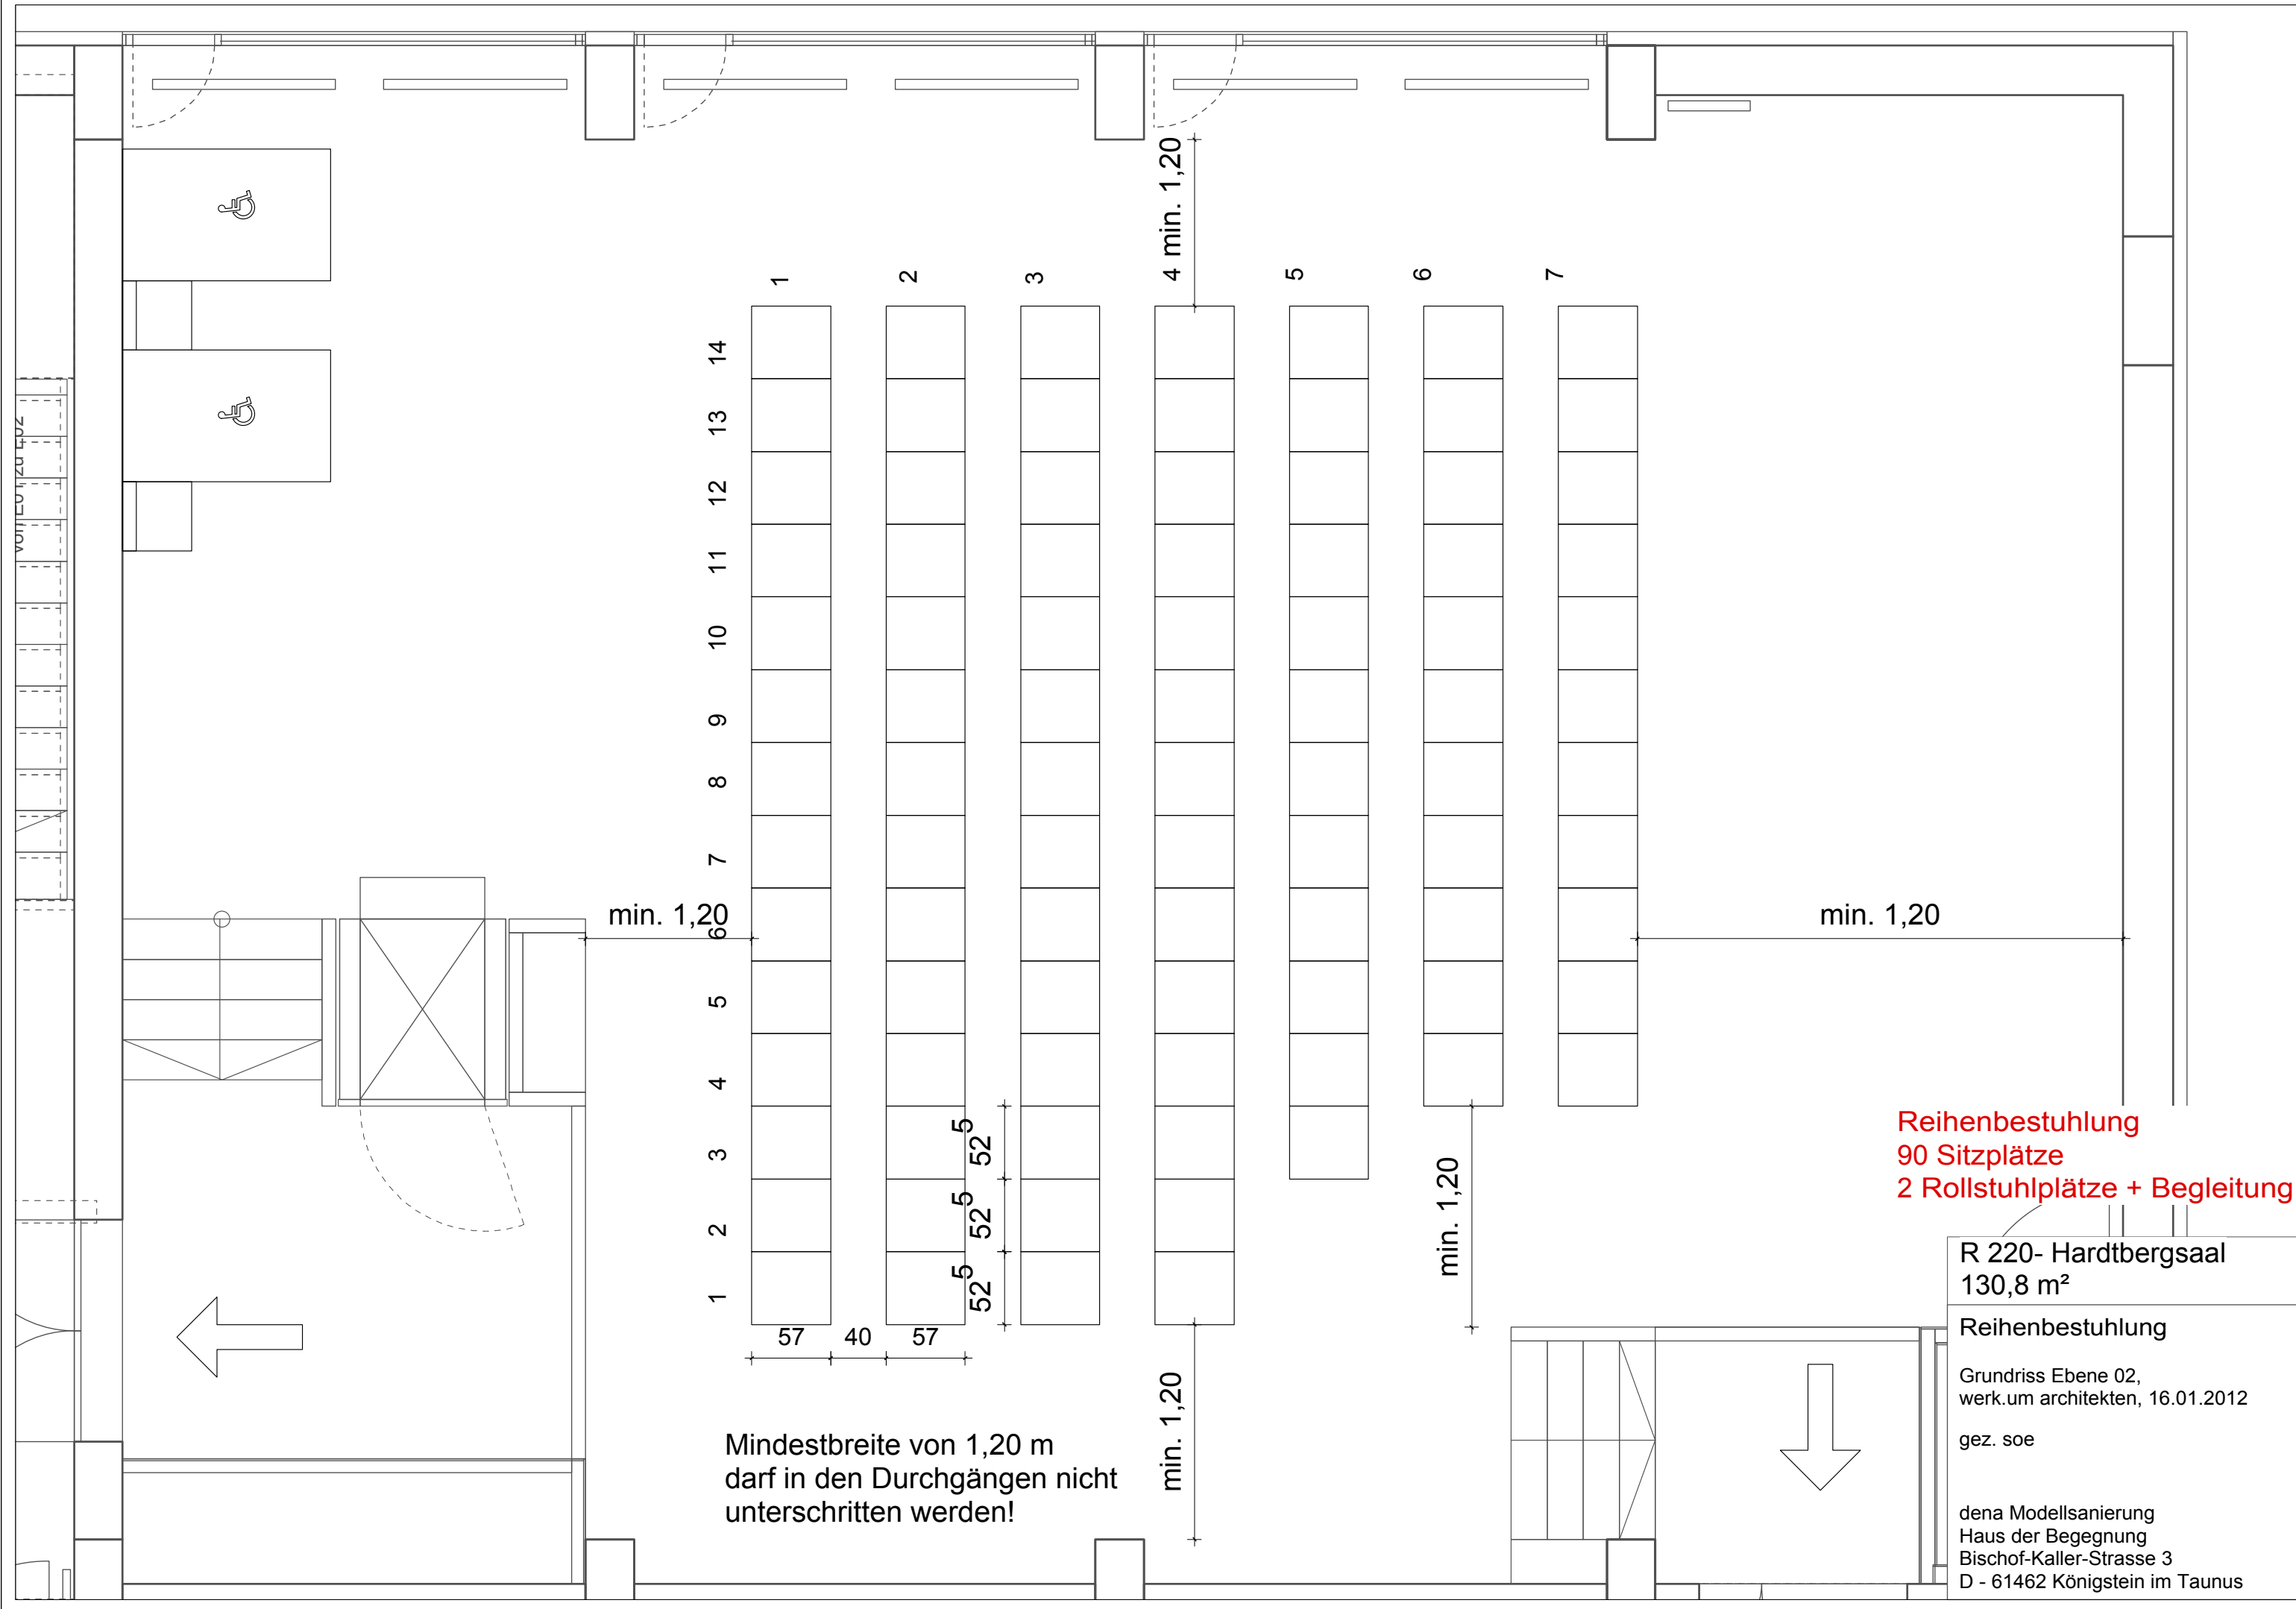 4 min. 1,20
1
2
3
5
6
7
14
13
12
11
10
9
8
7
6
5
4
3
2
1
min. 1,20
min. 1,20
52 5
52 5
52 5
57 40 57
min. 1,20
min. 1,20
Mindestbreite von 1,20 m
darf in den Durchgängen nicht
unterschritten werden!
Reihenbestuhlung
90 Sitzplätze
2 Rollstuhlplätze + Begleitung
R 220- Hardtbergsaal
130,8 m²
Reihenbestuhlung
Grundriss Ebene 02,
werk.um architekten, 16.01.2012
gez. soe
dena Modellsanierung
Haus der Begegnung
Bischof-Kaller-Strasse 3
D - 61462 Königstein im Taunus